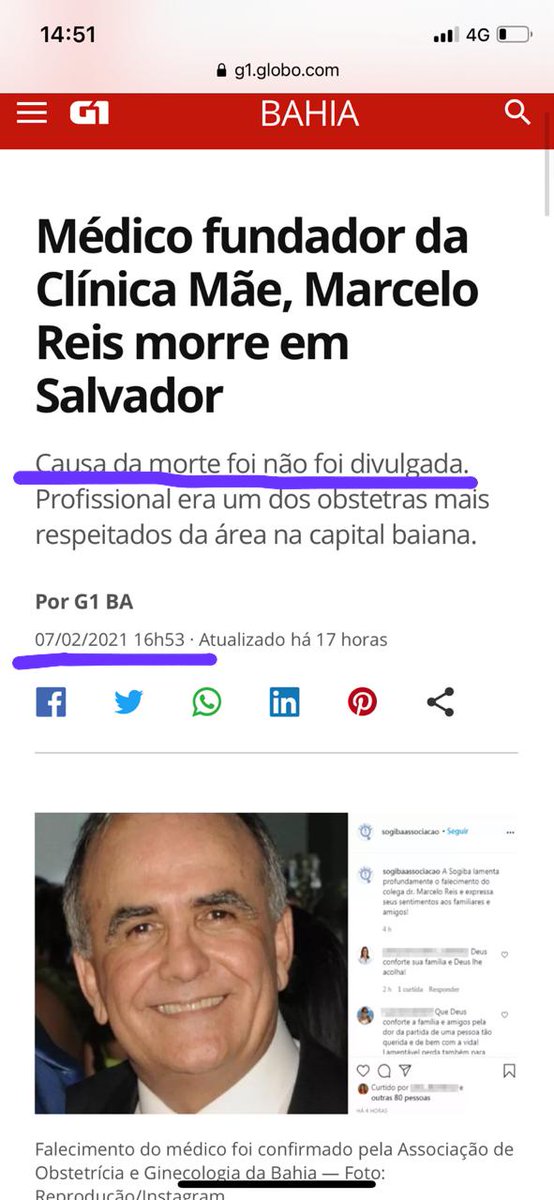 14:51
4G
g1.globo.com
G1
BAHIA
Médico fundador da
Clínica Mãe, Marcelo
Reis morre em
Salvador
Causa da morte foi não foi divulgada.
Profissional era um dos obstetras mais
respeitados da área na capital baiana.
Por G1 BA
07/02/2021 16h53 · Atualizado há 17 horas
sogibaassociacao • Seguir
sogibaassociacao A Sogiba lamenta
profundamente o falecimento do
colega dr. Marcelo Reis e expressa
seus sentimentos aos familiares e
amigos!
4 h
Deus
conforte sua família e Deus lhe
acolha!
2 h 1 curtida Responder
Que Deus
conforte a família e amigos pela
dor da partida de uma pessoa tão
querida e de bem com a vida!
Lamentável perda também para
Curtido por e
outras 80 pessoas
HÁ 4 HORAS
Falecimento do médico foi confirmado pela Associação de
Obstetrícia e Ginecologia da Bahia — Foto:
Reprodução/Instagram